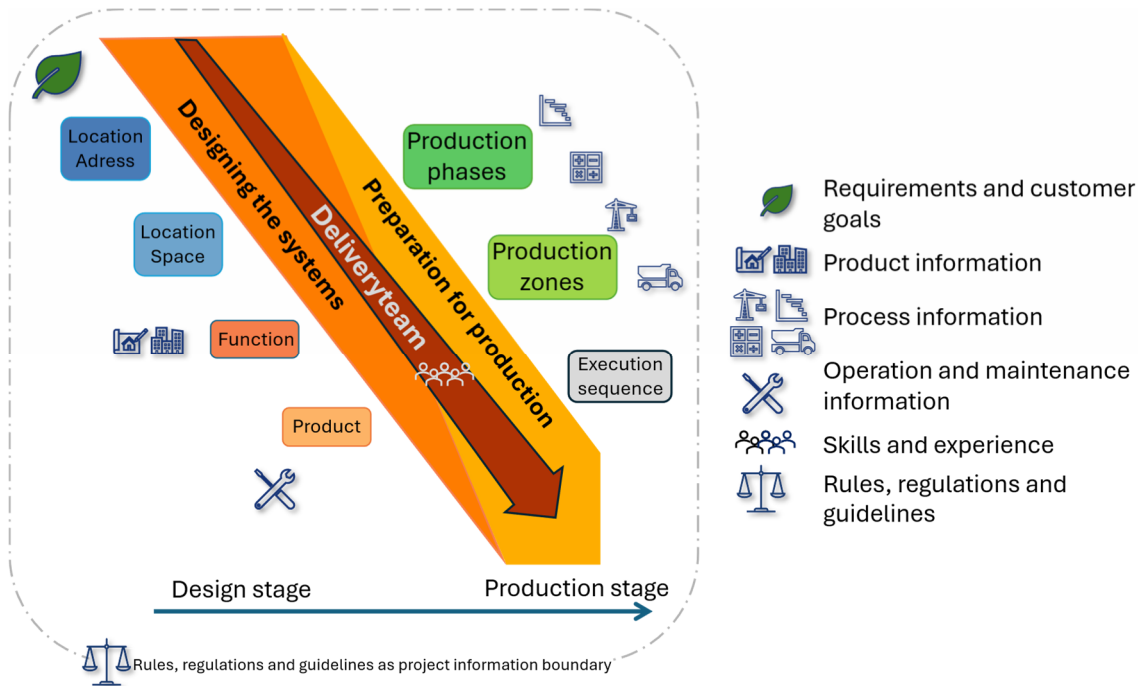 Location
Adress
Location
Space
Function
Product
Designing the systems
Deliveryteam
Preparation for production
Production
phases
Production
zones
Execution
sequence
Design stage
Production stage
Rules, regulations and guidelines as project information boundary
Requirements and customer
goals
Product information
Process information
Operation and maintenance
information
Skills and experience
Rules, regulations and
guidelines